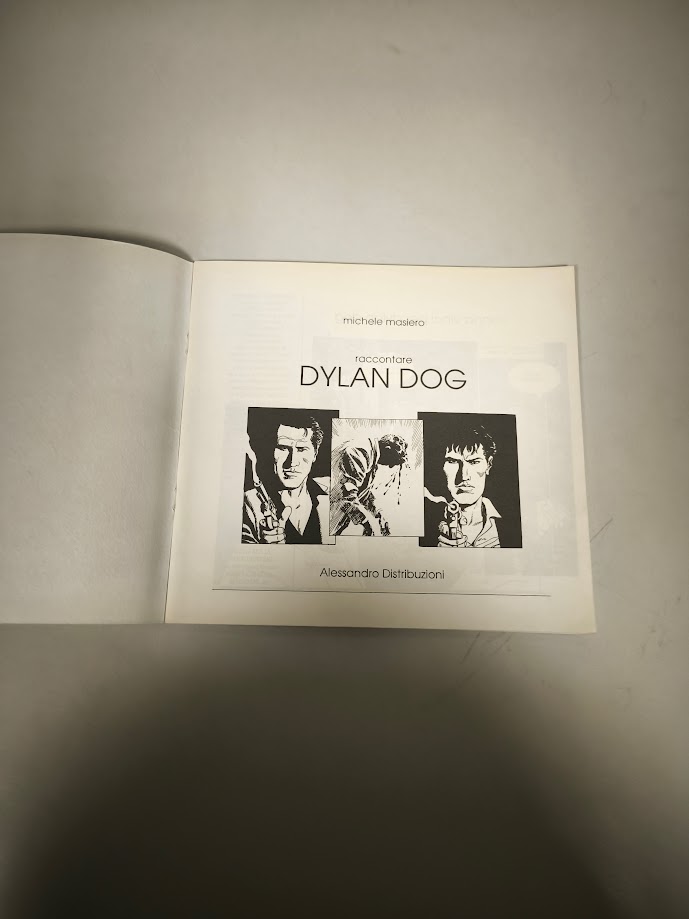 michele masiero
raccontare
DYLAN DOG
Alessandro Distribuzioni